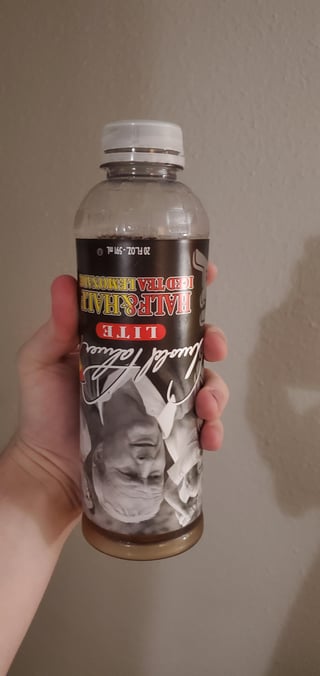 Arnold Palmer
LITE
HALF&HALF
ICED TEA LEMONADE
20 FL.OZ. - 591 mL